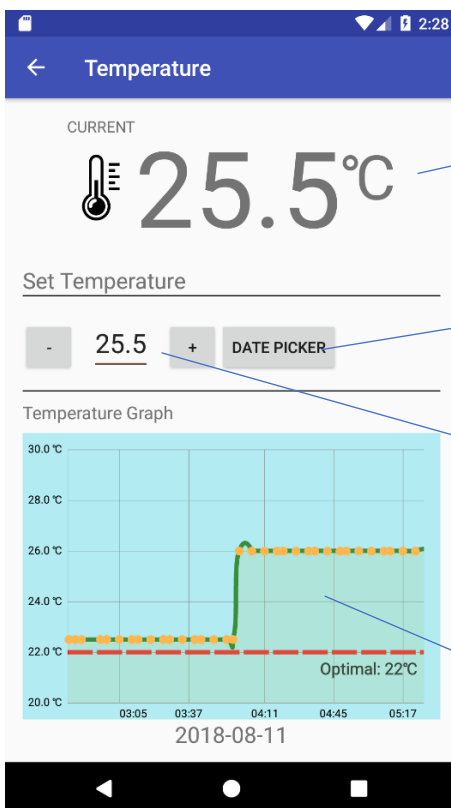 2:28
Temperature
CURRENT
25.5°C
Set Temperature
- 25.5 + DATE PICKER
Temperature Graph
30.0 ℃
28.0 ℃
26.0 ℃
24.0 ℃
22.0 ℃
Optimal: 22℃
20.0 ℃
03:05 03:37 04:11 04:45 05:17
2018-08-11